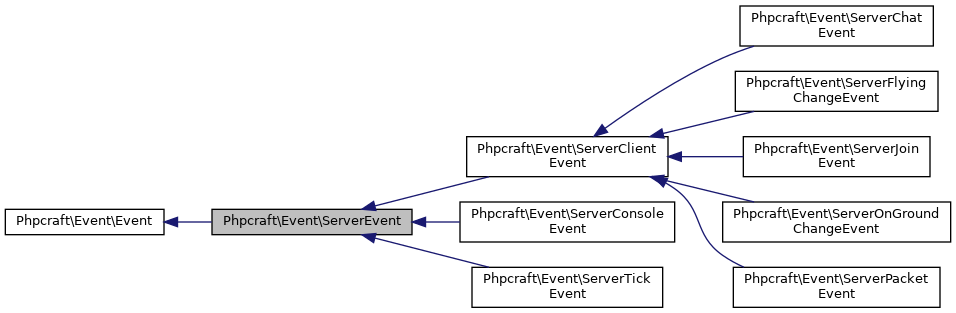 Phpcraft\Event\ServerChat
Event
Phpcraft\Event\ServerFlying
ChangeEvent
Phpcraft\Event\ServerClient
Event
Phpcraft\Event\ServerJoin
Event
Phpcraft\Event\Event
Phpcraft\Event\ServerEvent
Phpcraft\Event\ServerConsole
Event
Phpcraft\Event\ServerOnGround
ChangeEvent
Phpcraft\Event\ServerTick
Event
Phpcraft\Event\ServerPacket
Event